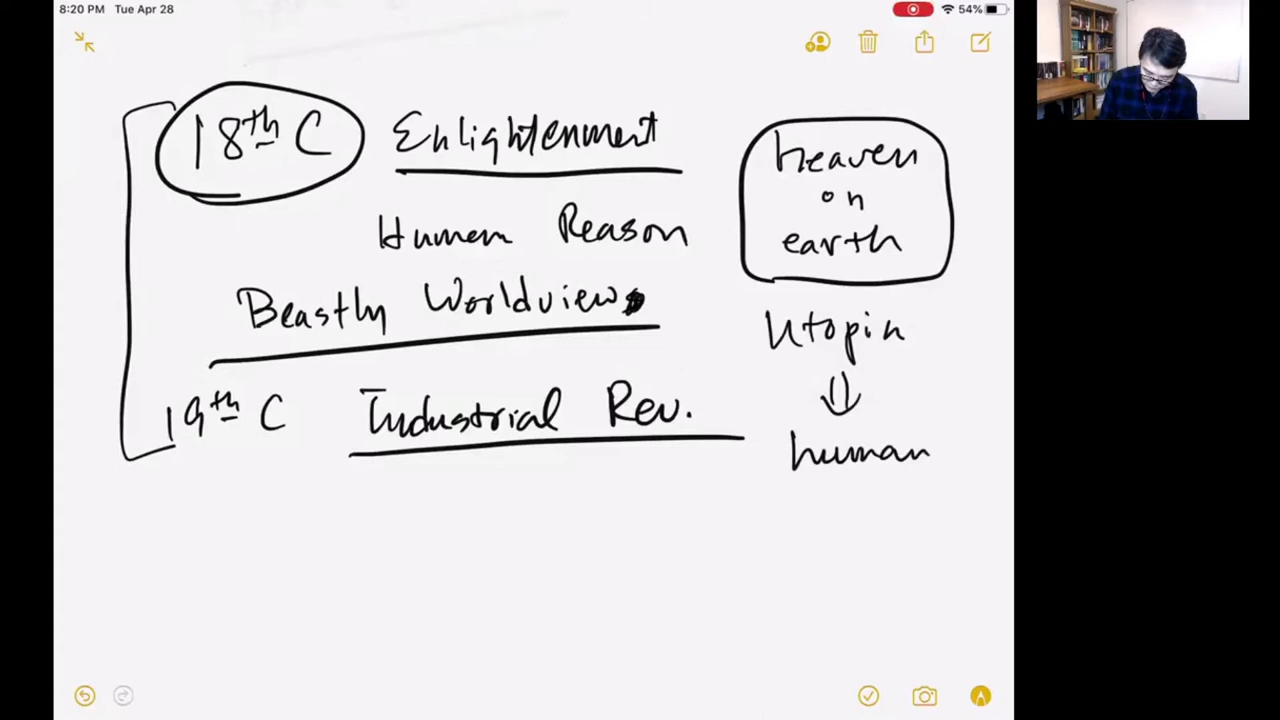 8:20 PM Tue Apr 28
54%
18th C Enlightenment
Human Reason
Beastly Worldview
19th C Industrial Rev.
heaven
on
earth
Utopia
human